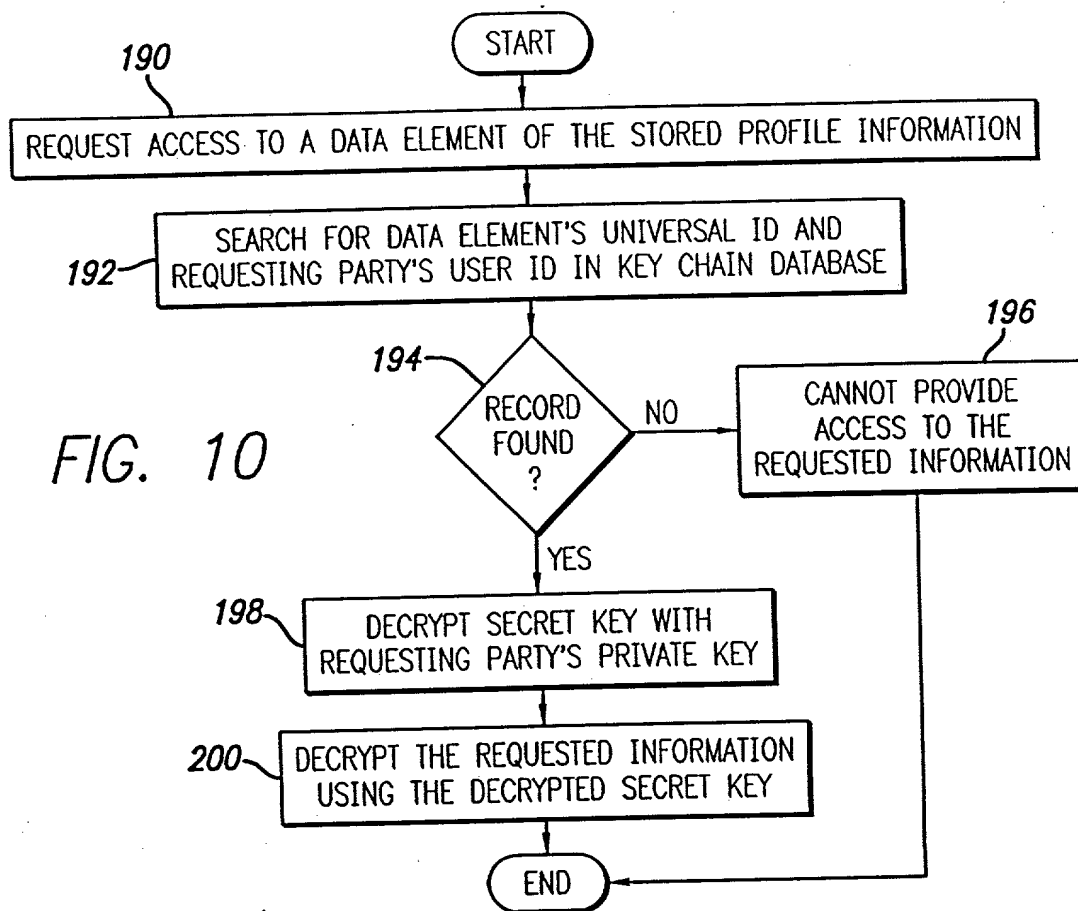 START
190
REQUEST ACCESS TO A DATA ELEMENT OF THE STORED PROFILE INFORMATION
SEARCH FOR DATA ELEMENT'S UNIVERSAL ID AND
REQUESTING PARTY'S USER ID IN KEY CHAIN DATABASE
192
194
RECORD
FOUND
?
NO
196
CANNOT PROVIDE
ACCESS TO THE
REQUESTED INFORMATION
FIG. 10
YES
198
DECRYPT SECRET KEY WITH
REQUESTING PARTY'S PRIVATE KEY
200
DECRYPT THE REQUESTED INFORMATION
USING THE DECRYPTED SECRET KEY
END